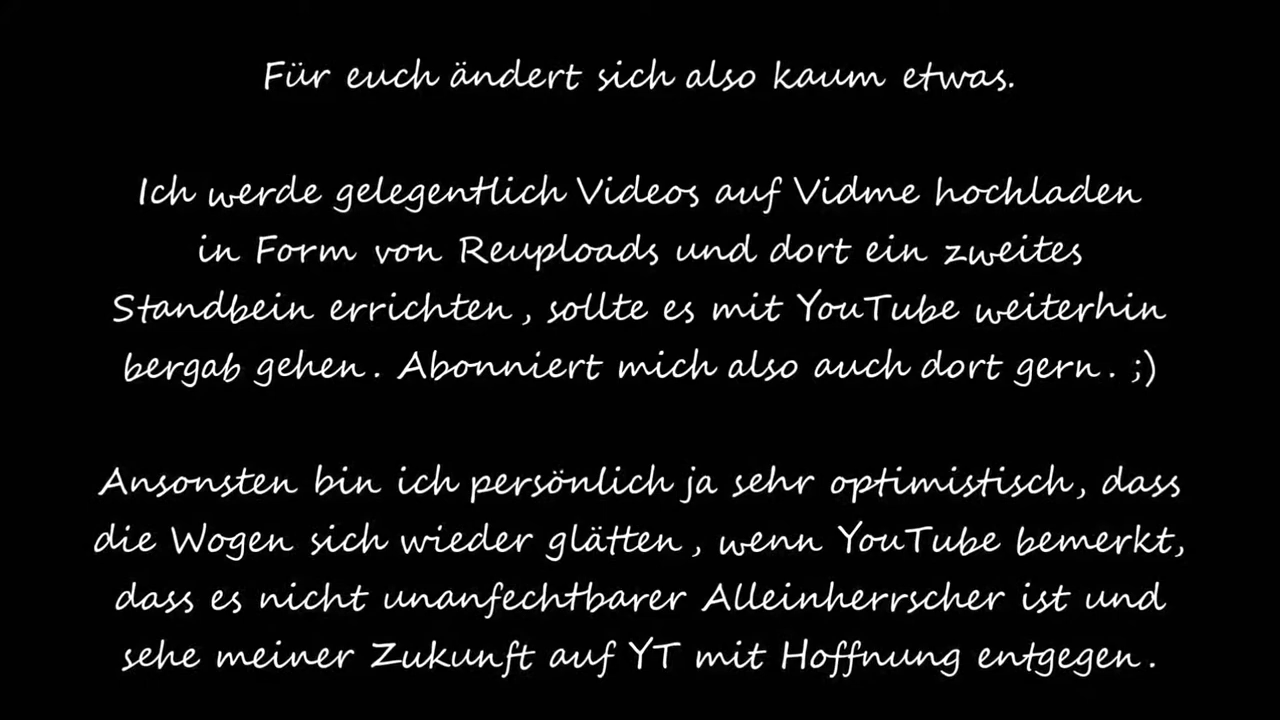 Für euch ändert sich also kaum etwas.
Ich werde gelegentlich Videos auf Vidme hochladen
in Form von Reuploads und dort ein zweites
Standbein errichten, sollte es mit YouTube weiterhin
bergab gehen. Abonniert mich also auch dort gern. ;)
Ansonsten bin ich persönlich ja sehr optimistisch, dass
die Wogen sich wieder glätten, wenn YouTube bemerkt,
dass es nicht unanfechtbarer Alleinherrscher ist und
sehe meiner Zukunft auf YT mit Hoffnung entgegen.